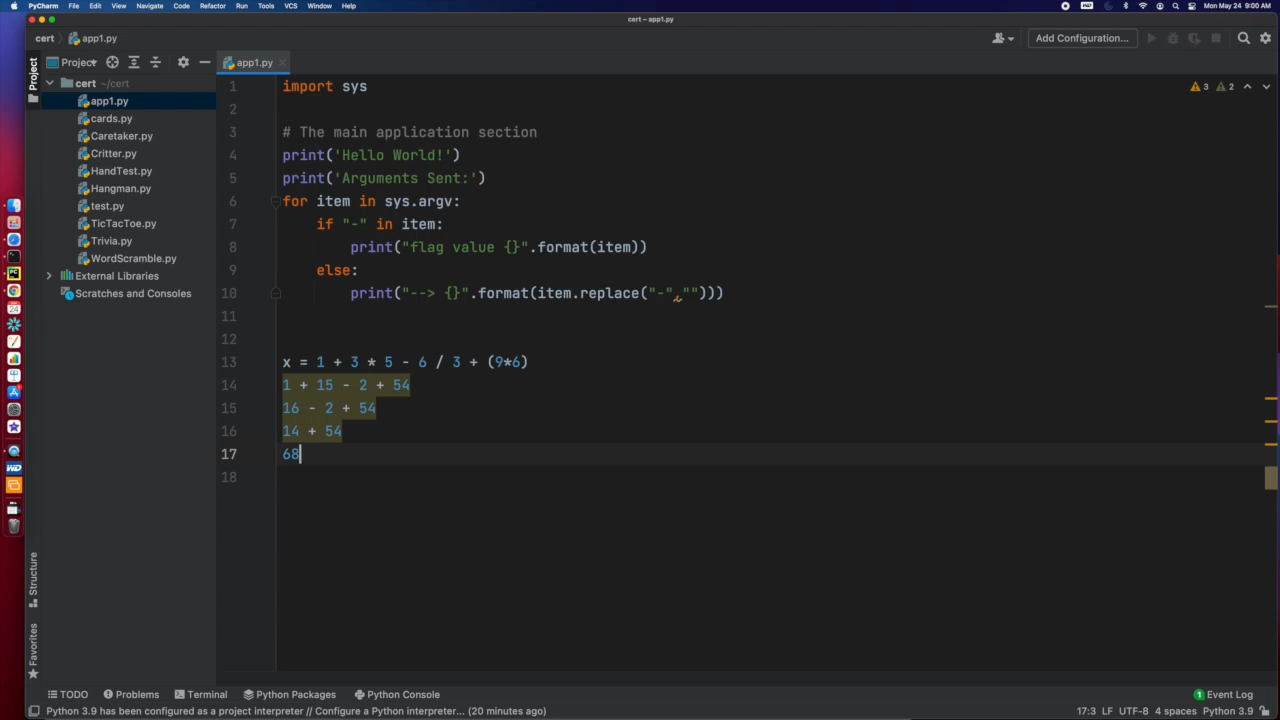 PyCharm File Edit View Navigate Code Refactor Run Tools VCS Window Help Mon May 24 9:00 AM
cert – app1.py
cert app1.py Add Configuration...
Project app1.py
Project
cert ~/cert
app1.py
cards.py
Caretaker.py
Critter.py
HandTest.py
Hangman.py
test.py
TicTacToe.py
Trivia.py
WordScramble.py
External Libraries
Scratches and Consoles
3 2
1 import sys
2
3 # The main application section
4 print('Hello World!')
5 print('Arguments Sent:')
6 for item in sys.argv:
7 if "-" in item:
8 print("flag value {}".format(item))
9 else:
10 print("--> {}".format(item.replace("-","")))
11
12
13 x = 1 + 3 * 5 - 6 / 3 + (9*6)
14 1 + 15 - 2 + 54
15 16 - 2 + 54
16 14 + 54
17 68
18
Structure
Favorites
TODO Problems Terminal Python Packages Python Console 1 Event Log
Python 3.9 has been configured as a project interpreter // Configure a Python interpreter... (20 minutes ago) 17:3 LF UTF-8 4 spaces Python 3.9